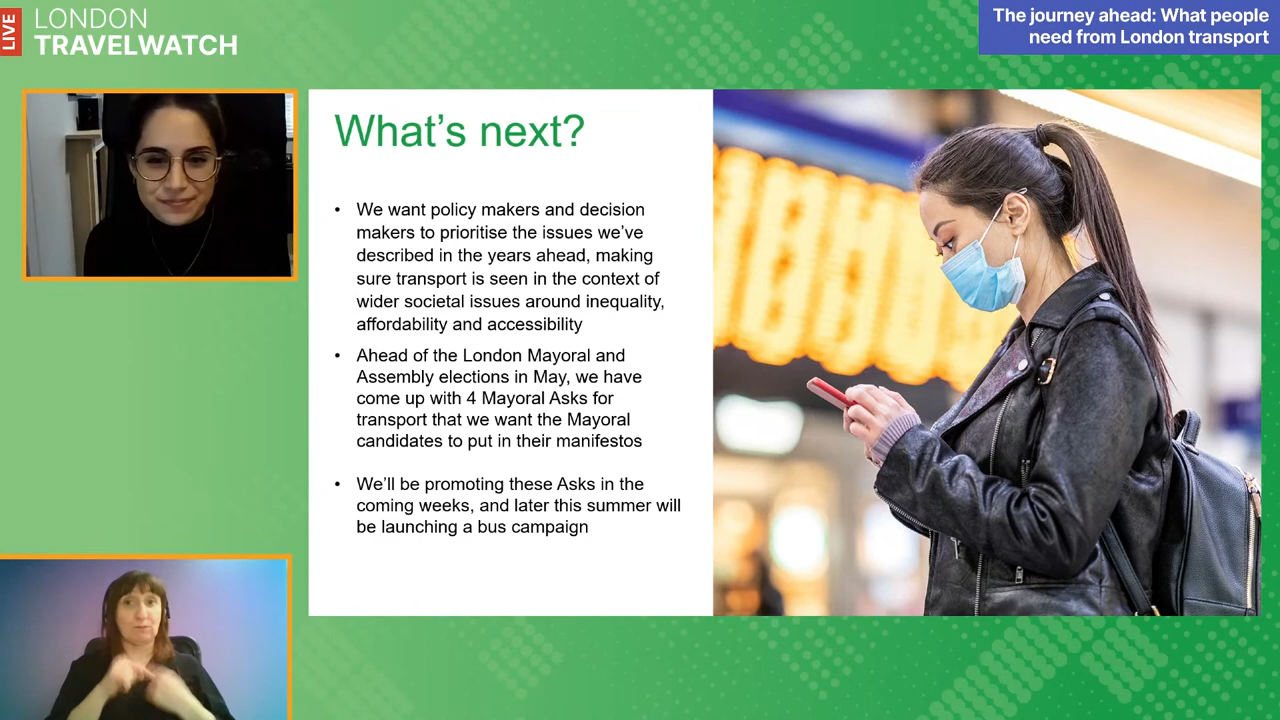 LIVE
LONDON
TRAVELWATCH
The journey ahead: What people
need from London transport
What’s next?
• We want policy makers and decision
makers to prioritise the issues we’ve
described in the years ahead, making
sure transport is seen in the context of
wider societal issues around inequality,
affordability and accessibility
• Ahead of the London Mayoral and
Assembly elections in May, we have
come up with 4 Mayoral Asks for
transport that we want the Mayoral
candidates to put in their manifestos
• We’ll be promoting these Asks in the
coming weeks, and later this summer will
be launching a bus campaign